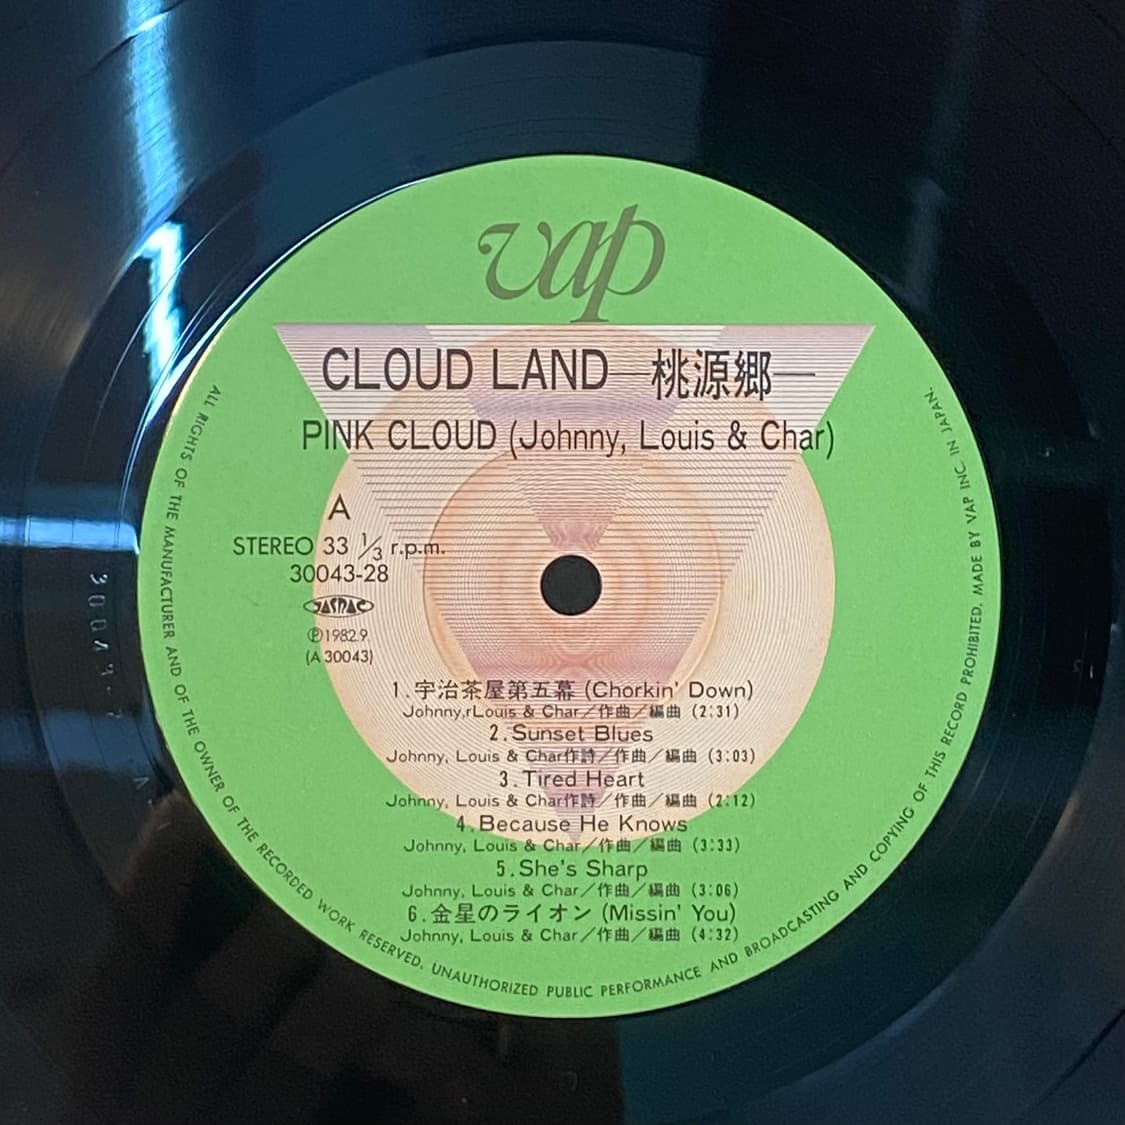 vap
CLOUD LAND—桃源郷—
PINK CLOUD (Johnny, Louis & Char)
A
STEREO 33 1/3 r.p.m.
30043-28
JASRAC
Ⓟ1982.9
(A 30043)
1.宇治茶屋第五幕 (Chorkin' Down)
Johnny,rLouis & Char／作曲／編曲 (2:31)
2.Sunset Blues
Johnny, Louis & Char作詩／作曲／編曲 (3:03)
3.Tired Heart
Johnny, Louis & Char作詩／作曲／編曲 (2:12)
4.Because He Knows
Johnny, Louis & Char／作曲／編曲 (3:33)
5.She's Sharp
Johnny, Louis & Char／作曲／編曲 (3:06)
6.金星のライオン (Missin' You)
Johnny, Louis & Char／作曲／編曲 (4:32)
ALL RIGHTS OF THE MANUFACTURER AND OF THE OWNER OF THE RECORDED WORK RESERVED. UNAUTHORIZED PUBLIC PERFORMANCE AND BROADCASTING AND COPYING OF THIS RECORD PROHIBITED. MADE BY VAP INC. IN JAPAN.